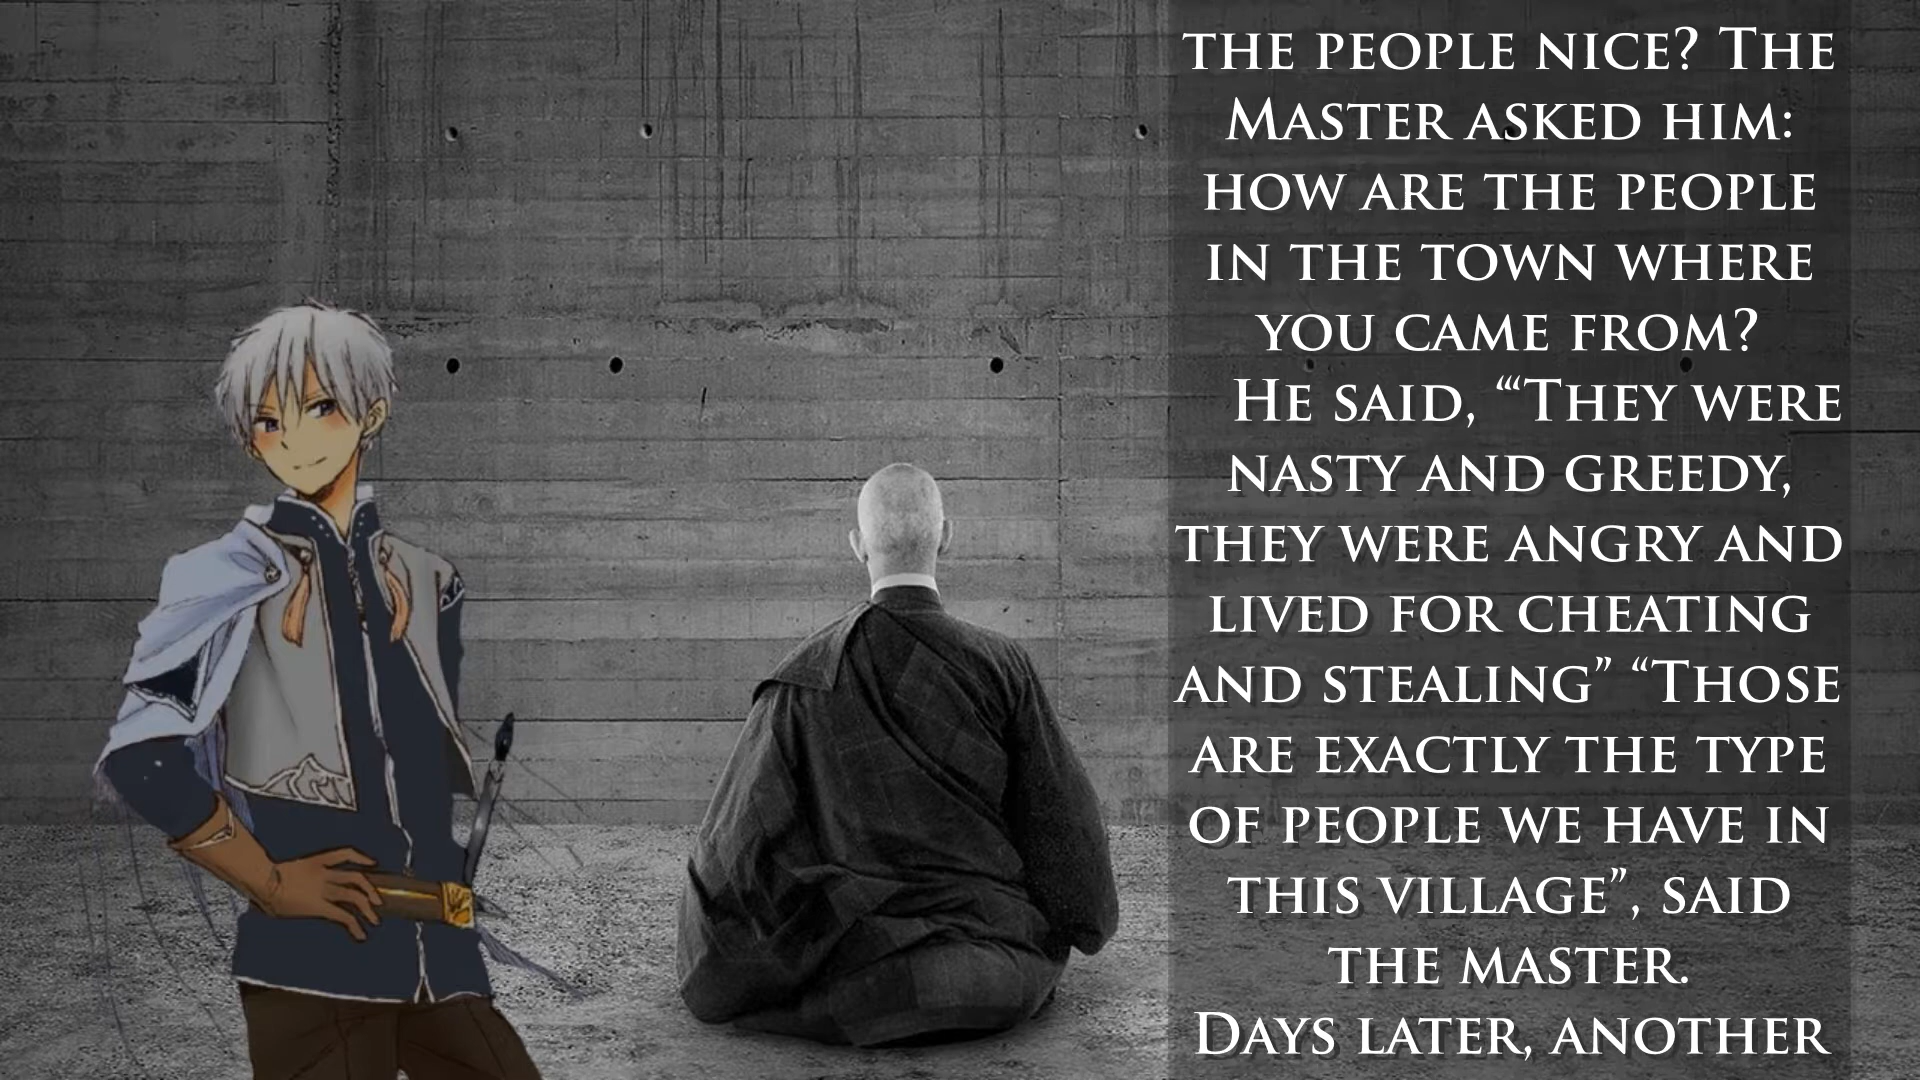 the people nice? The
Master asked him:
how are the people
in the town where
you came from?
He said, “‘They were
nasty and greedy,
they were angry and
lived for cheating
and stealing” “Those
are exactly the type
of people we have in
this village”, said
the master.
Days later, another